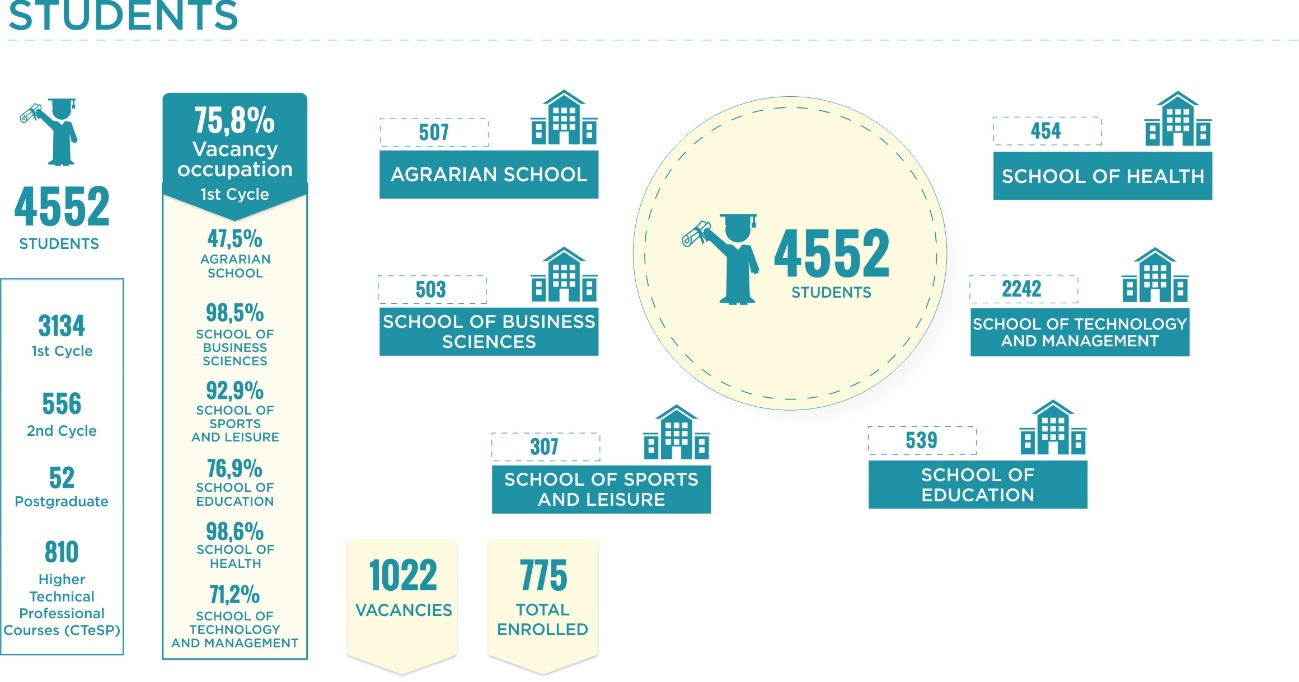 STUDENTS
4552
STUDENTS
3134
1st Cycle
556
2nd Cycle
52
Postgraduate
810
Higher
Technical
Professional
Courses (CTeSP)
75,8%
Vacancy
occupation
1st Cycle
47,5%
AGRARIAN
SCHOOL
98,5%
SCHOOL OF
BUSINESS
SCIENCES
92,9%
SCHOOL OF
SPORTS
AND LEISURE
76,9%
SCHOOL OF
EDUCATION
98,6%
SCHOOL OF
HEALTH
71,2%
SCHOOL OF
TECHNOLOGY
AND MANAGEMENT
507
AGRARIAN SCHOOL
503
SCHOOL OF BUSINESS
SCIENCES
307
SCHOOL OF SPORTS
AND LEISURE
4552
STUDENTS
454
SCHOOL OF HEALTH
2242
SCHOOL OF TECHNOLOGY
AND MANAGEMENT
539
SCHOOL OF
EDUCATION
1022
VACANCIES
775
TOTAL
ENROLLED